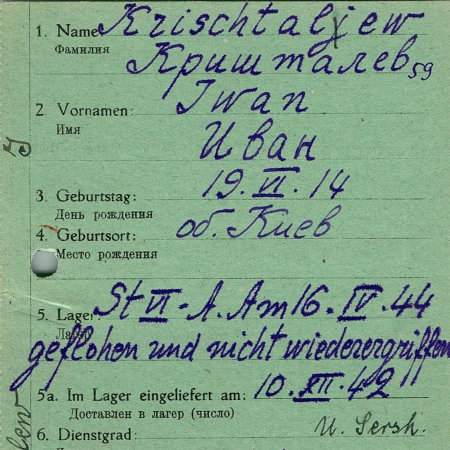 1. Name Krischtaljew
Фамилия
Кришталев 59
2 Vornamen: Iwan
Имя
Иван
3. Geburtstag: 19. VI. 14
День рождения
4. Geburtsort: об. Киев
Место рождения
5. Lager: St VI-A. Am 16. IV. 44
Лагерь
geflohen und nicht wiederergriffen
5a. Im Lager eingeliefert am: 10. XII. 42
Доставлен в лагерь (число)
6. Dienstgrad: U. Sersh.